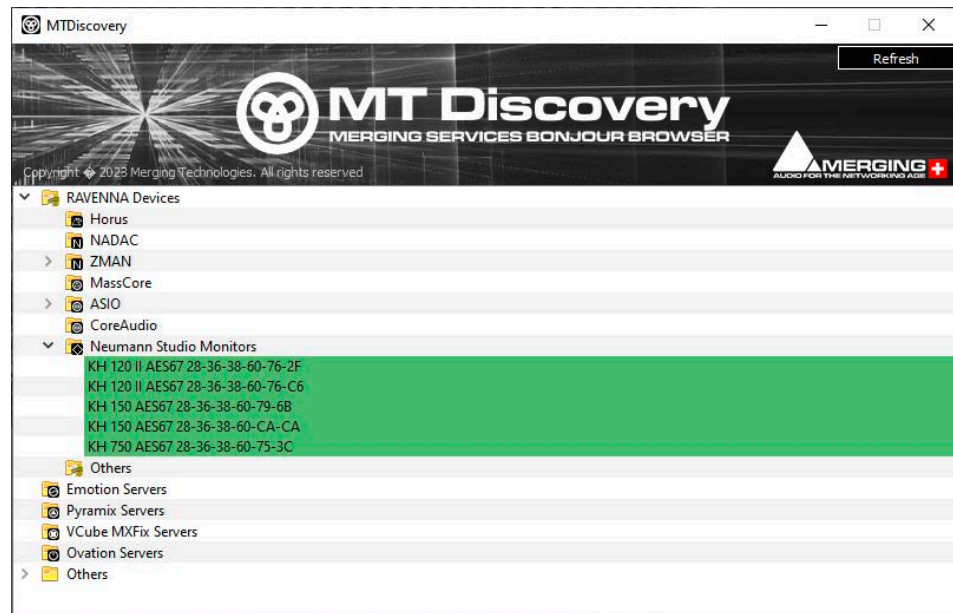 MTDiscovery
Refresh
MT Discovery
MERGING SERVICES BONJOUR BROWSER
MERGING
AUDIO FOR THE NETWORKING AGE
Copyright � 2023 Merging Technologies. All rights reserved
RAVENNA Devices
Horus
NADAC
ZMAN
MassCore
ASIO
CoreAudio
Neumann Studio Monitors
KH 120 II AES67 28-36-38-60-76-2F
KH 120 II AES67 28-36-38-60-76-C6
KH 150 AES67 28-36-38-60-79-6B
KH 150 AES67 28-36-38-60-CA-CA
KH 750 AES67 28-36-38-60-75-3C
Others
Emotion Servers
Pyramix Servers
VCube MXFix Servers
Ovation Servers
Others